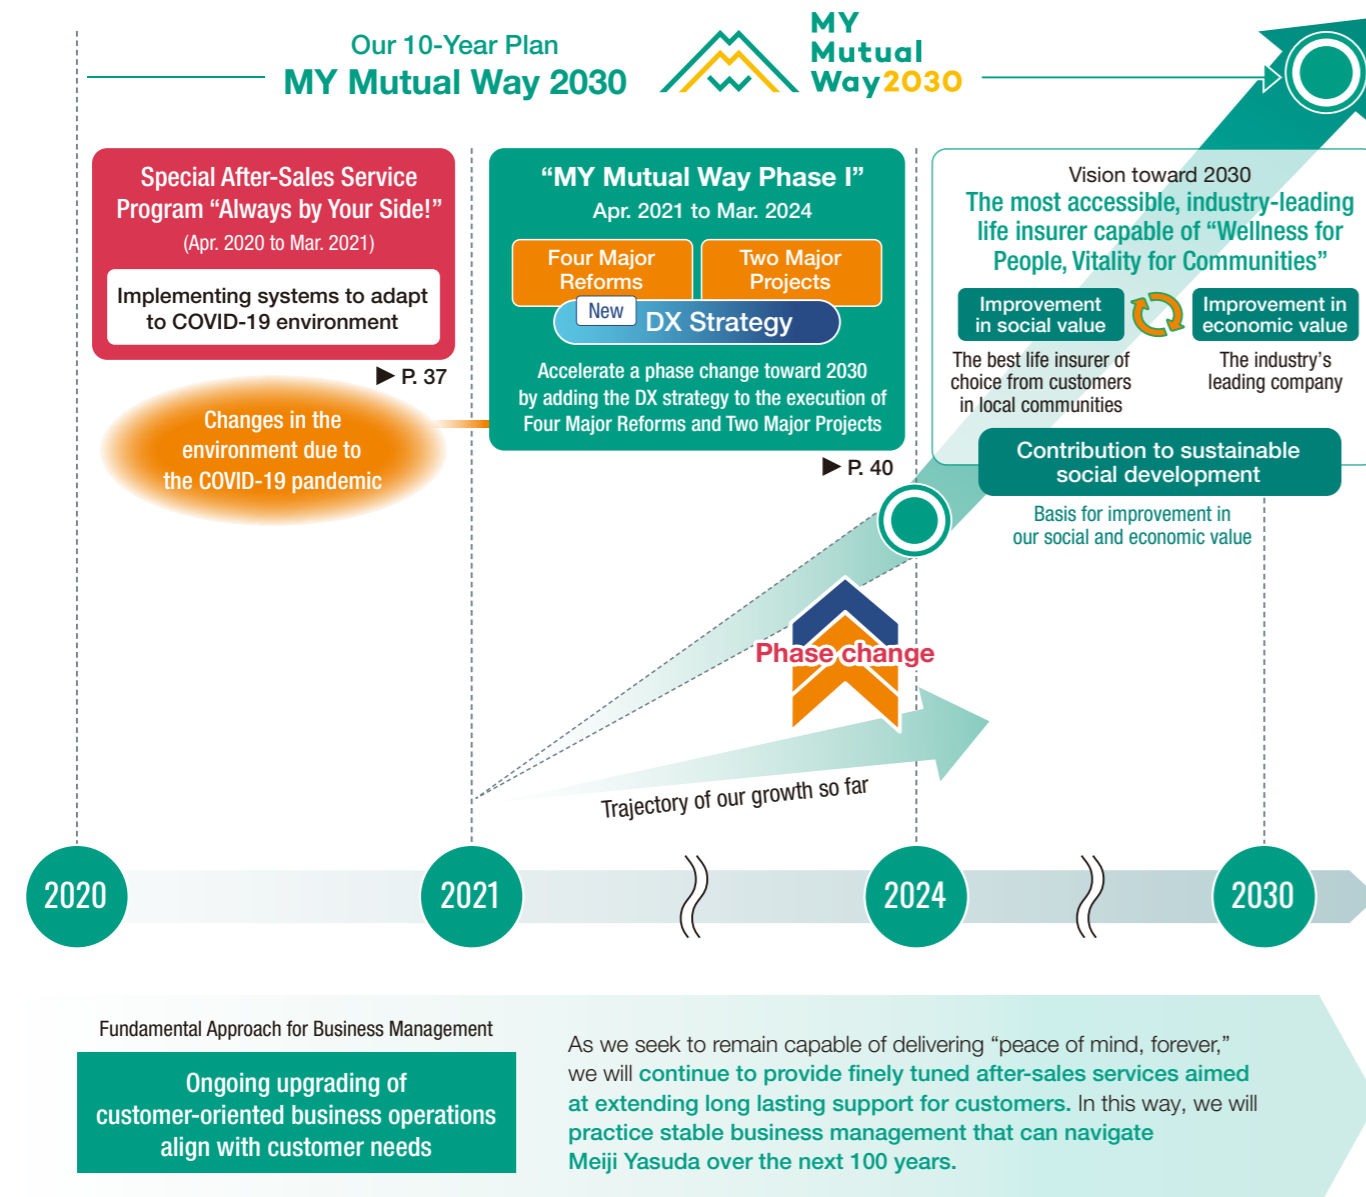 Our 10-Year Plan
MY Mutual Way 2030
MY
Mutual
Way2030
Special After-Sales Service
Program “Always by Your Side!”
(Apr. 2020 to Mar. 2021)
Implementing systems to adapt
to COVID-19 environment
▶ P. 37
Changes in the
environment due to
the COVID-19 pandemic
“MY Mutual Way Phase I”
Apr. 2021 to Mar. 2024
Four Major
Reforms
Two Major
Projects
New
DX Strategy
Accelerate a phase change toward 2030
by adding the DX strategy to the execution of
Four Major Reforms and Two Major Projects
▶ P. 40
Vision toward 2030
The most accessible, industry-leading
life insurer capable of “Wellness for
People, Vitality for Communities”
Improvement
in social value
Improvement in
economic value
The best life insurer of
choice from customers
in local communities
The industry’s
leading company
Contribution to sustainable
social development
Basis for improvement in
our social and economic value
Phase change
Trajectory of our growth so far
2020
2021
2024
2030
Fundamental Approach for Business Management
Ongoing upgrading of
customer-oriented business operations
align with customer needs
As we seek to remain capable of delivering “peace of mind, forever,”
we will continue to provide finely tuned after-sales services aimed
at extending long lasting support for customers. In this way, we will
practice stable business management that can navigate
Meiji Yasuda over the next 100 years.